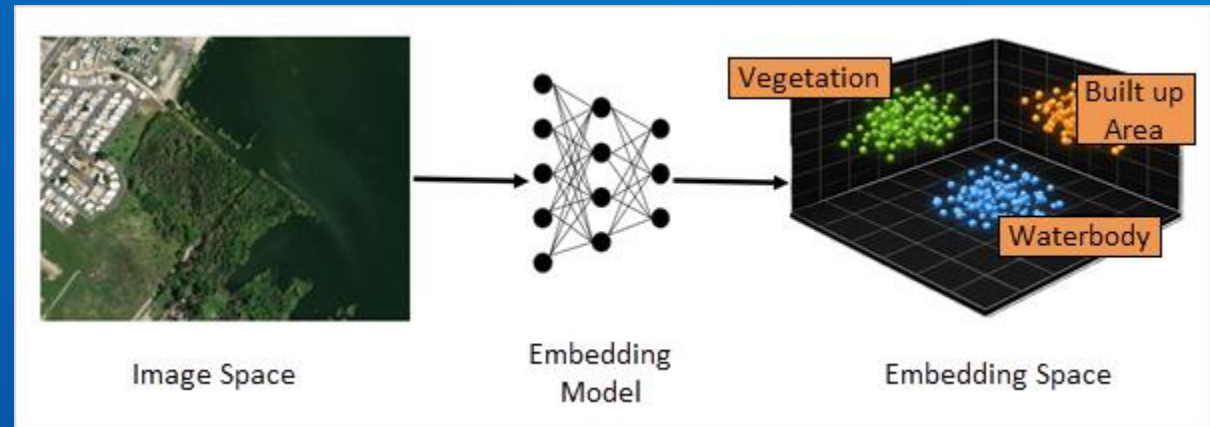 Vegetation
Built up
Area
Waterbody
Image Space
Embedding
Model
Embedding Space